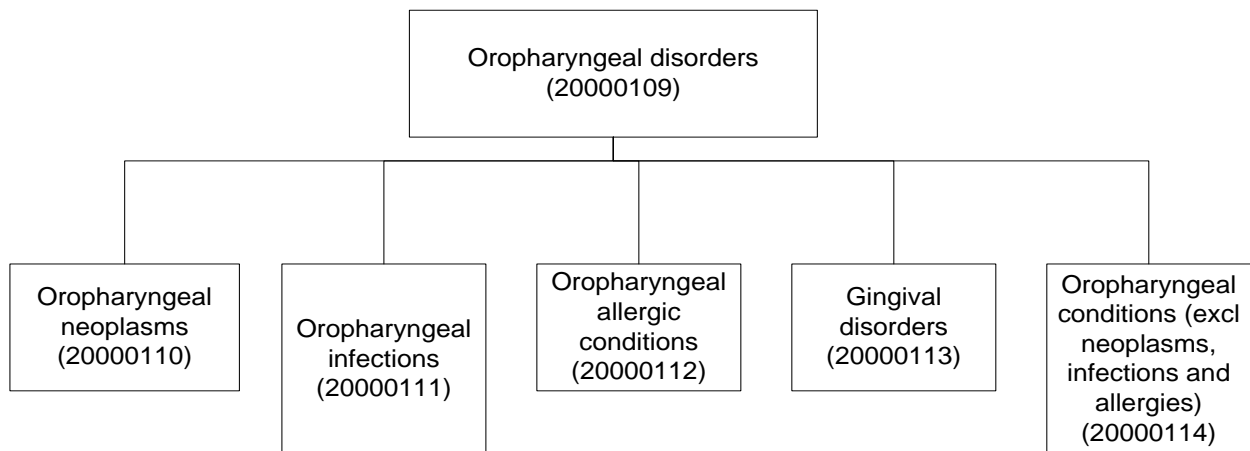 Oropharyngeal disorders
(20000109)
Oropharyngeal
neoplasms
(20000110)
Oropharyngeal
infections
(20000111)
Oropharyngeal
allergic
conditions
(20000112)
Gingival
disorders
(20000113)
Oropharyngeal
conditions (excl
neoplasms,
infections and
allergies)
(20000114)